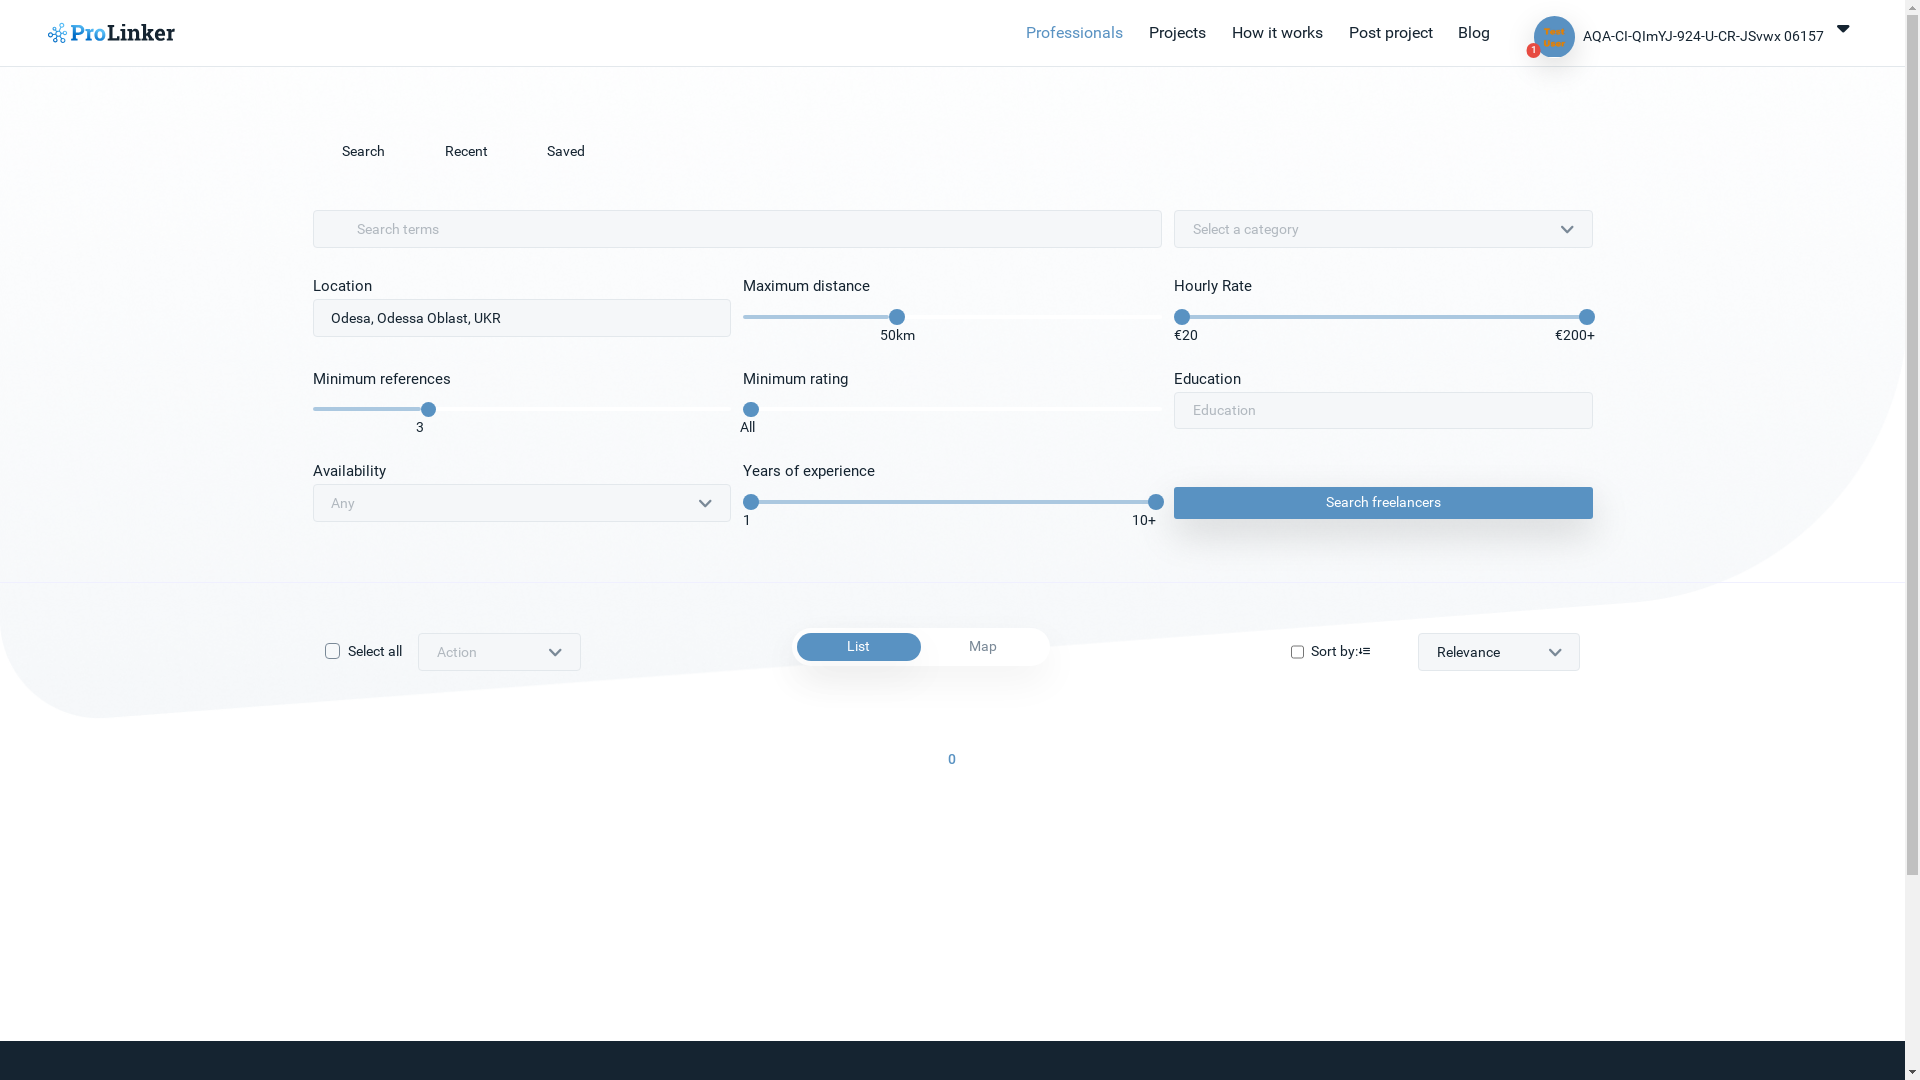 ProLinker
Professionals
Projects
How it works
Post project
Blog
Test
User
1
AQA-CI-QImYJ-924-U-CR-JSvwx 06157
Search
Recent
Saved
Search terms
Select a category
Location
Maximum distance
Hourly Rate
Odesa, Odessa Oblast, UKR
50km
€20
€200+
Minimum references
Minimum rating
Education
Education
3
All
Availability
Years of experience
Any
1
10+
Search freelancers
Select all
Action
List
Map
Sort by:
Relevance
0